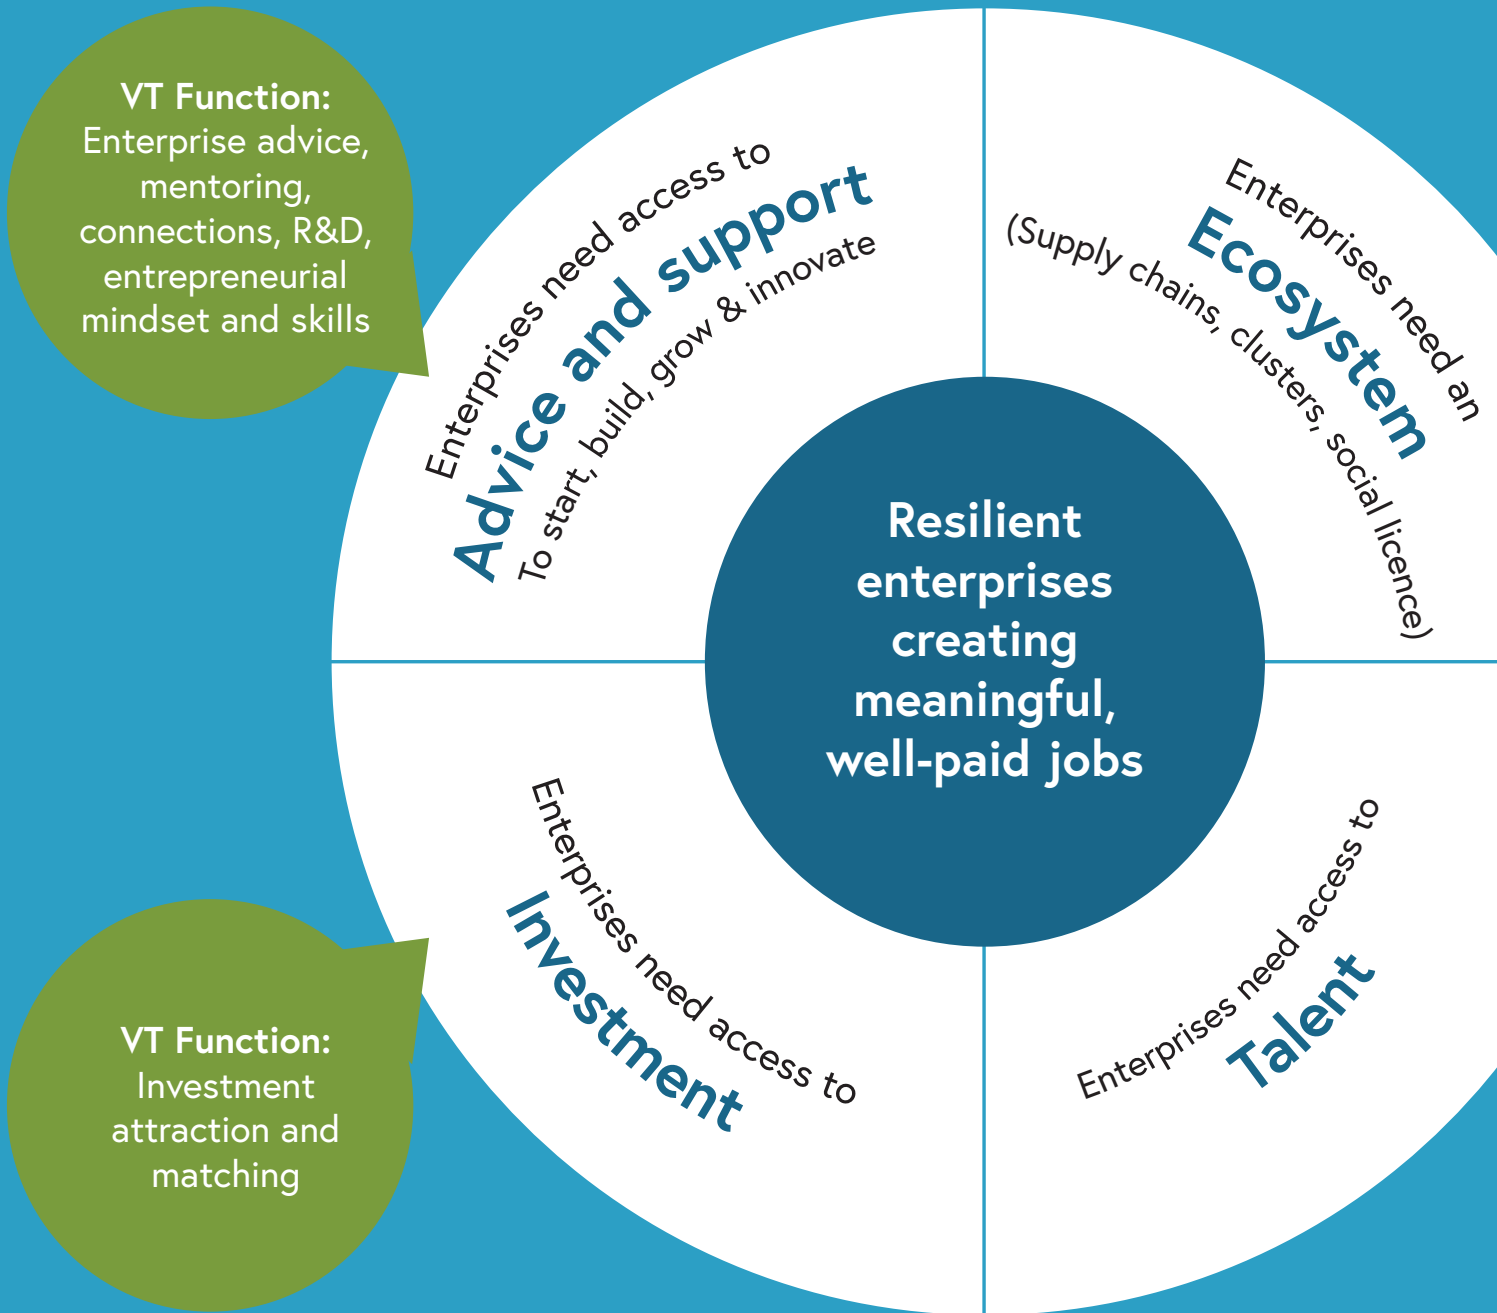 VT Function:
Enterprise advice,
mentoring,
connections, R&D,
entrepreneurial
mindset and skills
Enterprises need access to
Advice and support
To start, build, grow & innovate
Enterprises need an
Ecosystem
(Supply chains, clusters, social licence)
Resilient
enterprises
creating
meaningful,
well-paid jobs
VT Function:
Investment
attraction and
matching
Enterprises need access to
Investment
Enterprises need access to
Talent